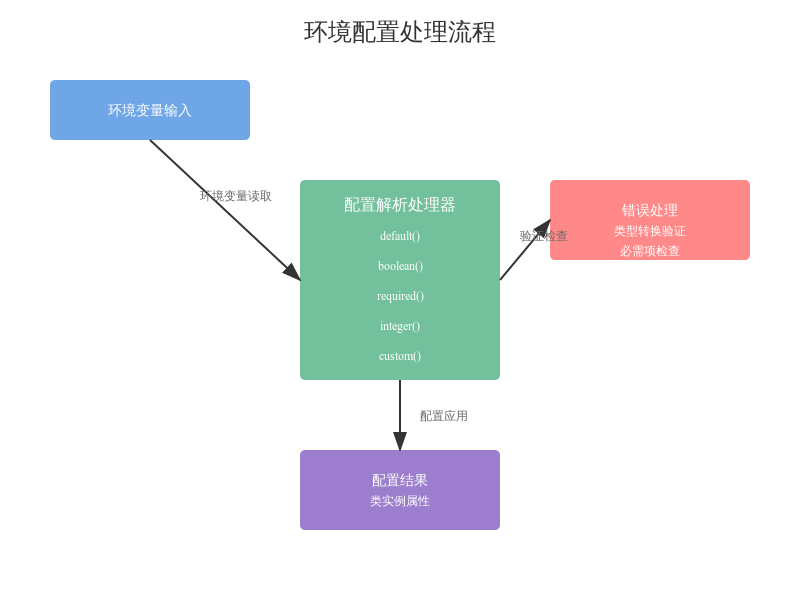 环境配置处理流程
环境变量输入
环境变量读取
配置解析处理器
default()
boolean()
required()
integer()
custom()
验证检查
错误处理
类型转换验证
必需项检查
配置应用
配置结果
类实例属性